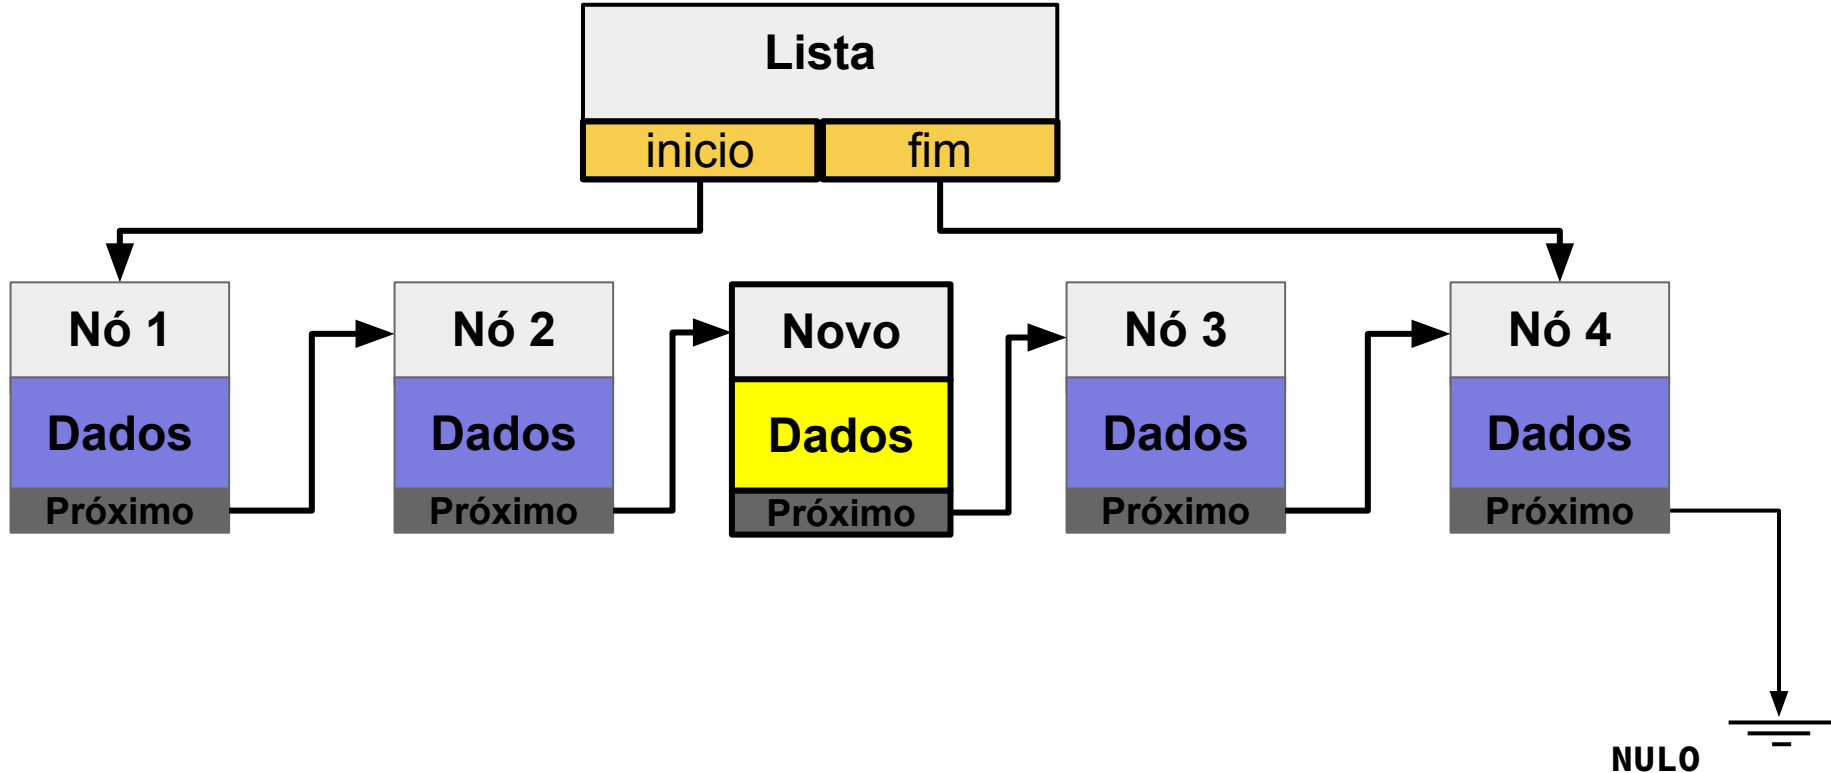 Lista
inicio fim
Nó 1 Nó 2 Novo Nó 3 Nó 4
Dados Dados Dados Dados Dados
Próximo Próximo Próximo Próximo Próximo
NULO